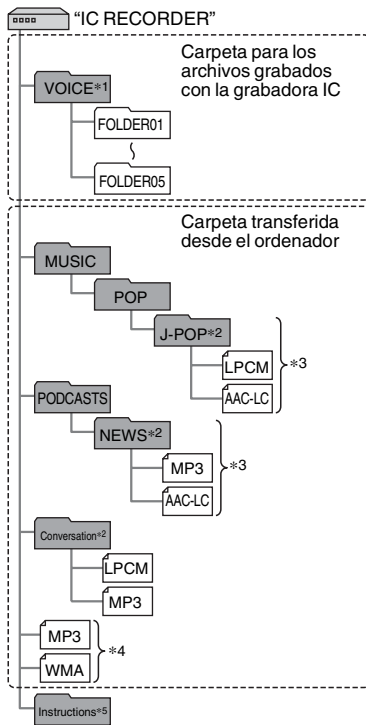 “IC RECORDER”
Carpeta para los
archivos grabados
con la grabadora IC
VOICE*1
FOLDER01
FOLDER05
Carpeta transferida
desde el ordenador
MUSIC
POP
J-POP*2
LPCM
*3
AAC-LC
PODCASTS
NEWS*2
MP3
*3
AAC-LC
Conversation*2
LPCM
MP3
MP3
*4
WMA
Instructions*5